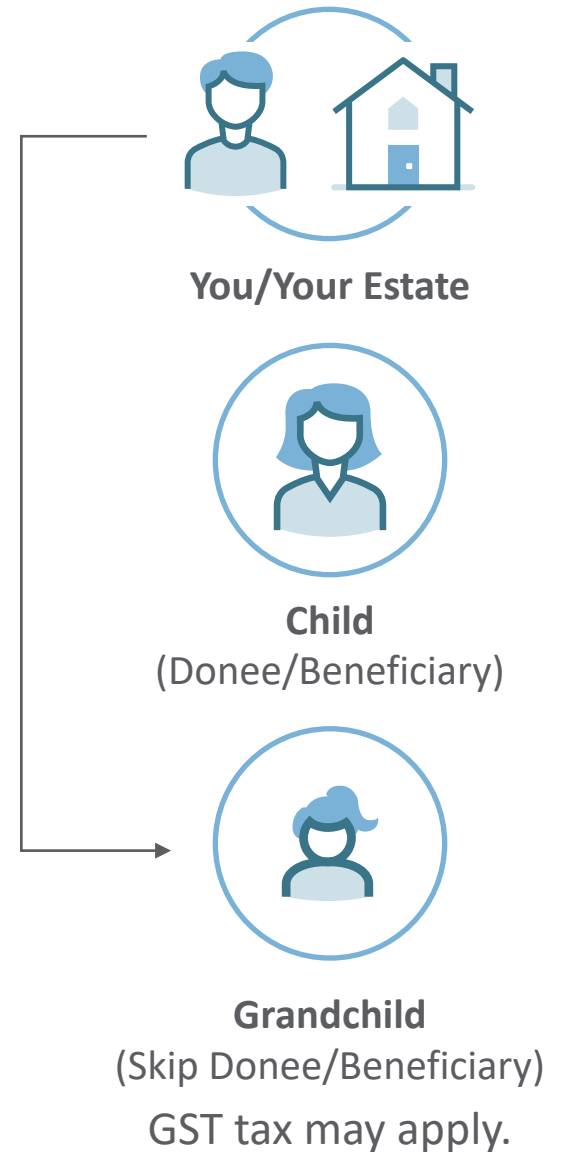 You/Your Estate
Child
(Donee/Beneficiary)
Grandchild
(Skip Donee/Beneficiary)
GST tax may apply.